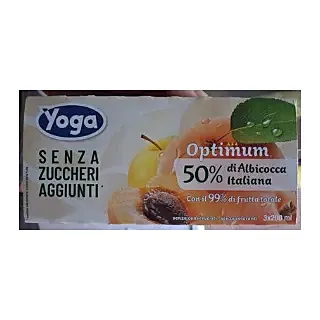 Yoga
SENZA
ZUCCHERI
AGGIUNTI*
Optimum
50% di Albicocca
Italiana
Con il 99% di frutta totale
3x200 ml